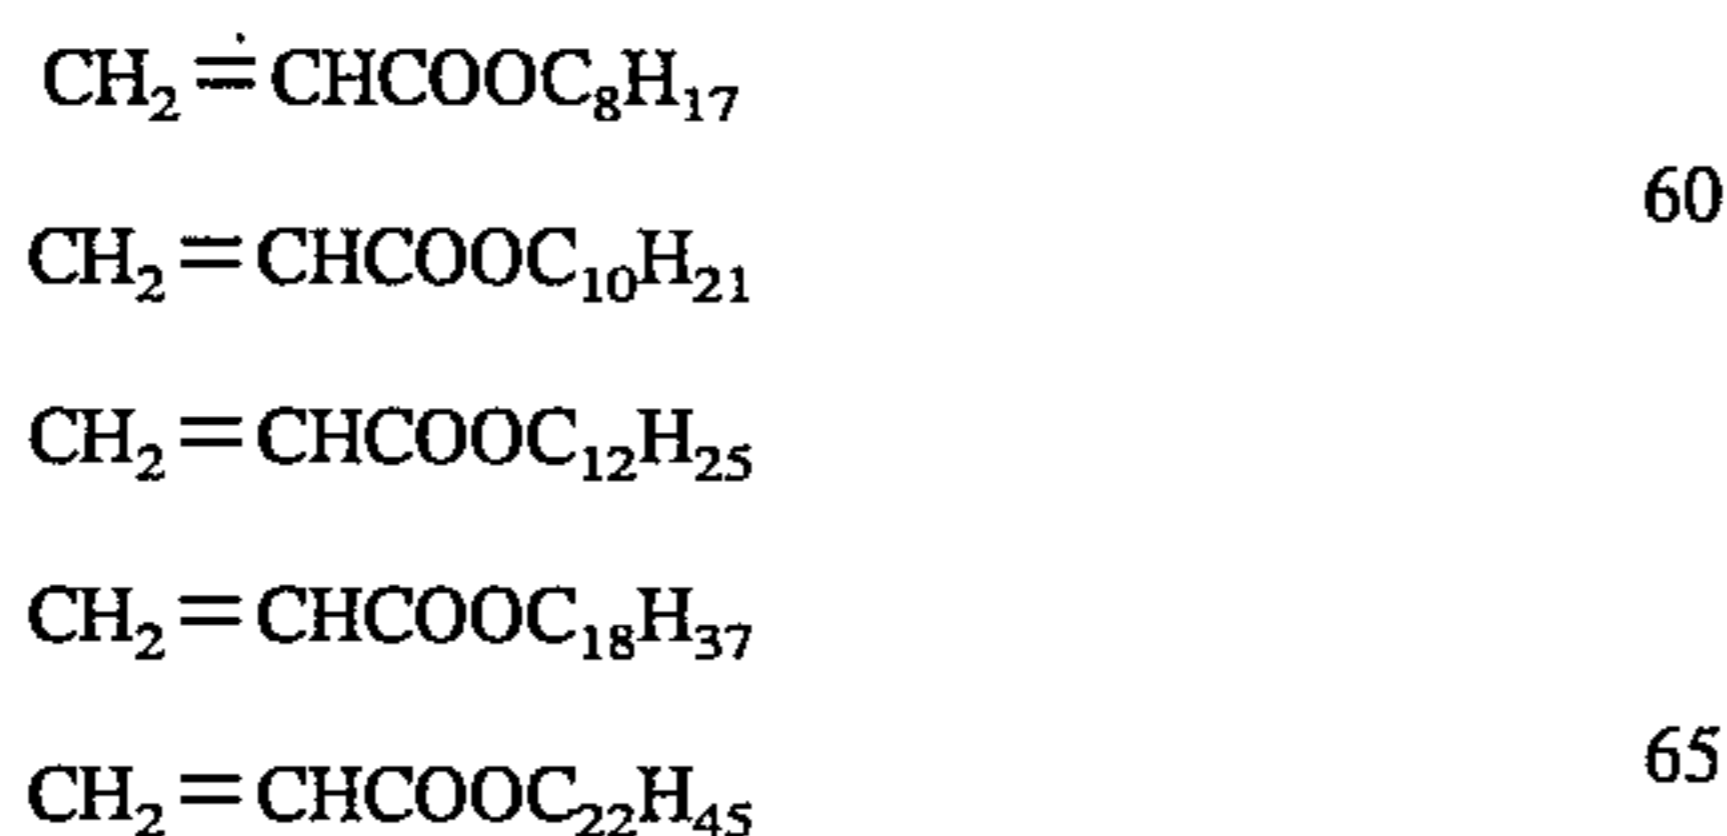 CH₂=CHCOOC₈H₁₇
60
CH₂=CHCOOC₁₀H₂₁
CH₂=CHCOOC₁₂H₂₅
CH₂=CHCOOC₁₈H₃₇
65
CH₂=CHCOOC₂₂H₄₅